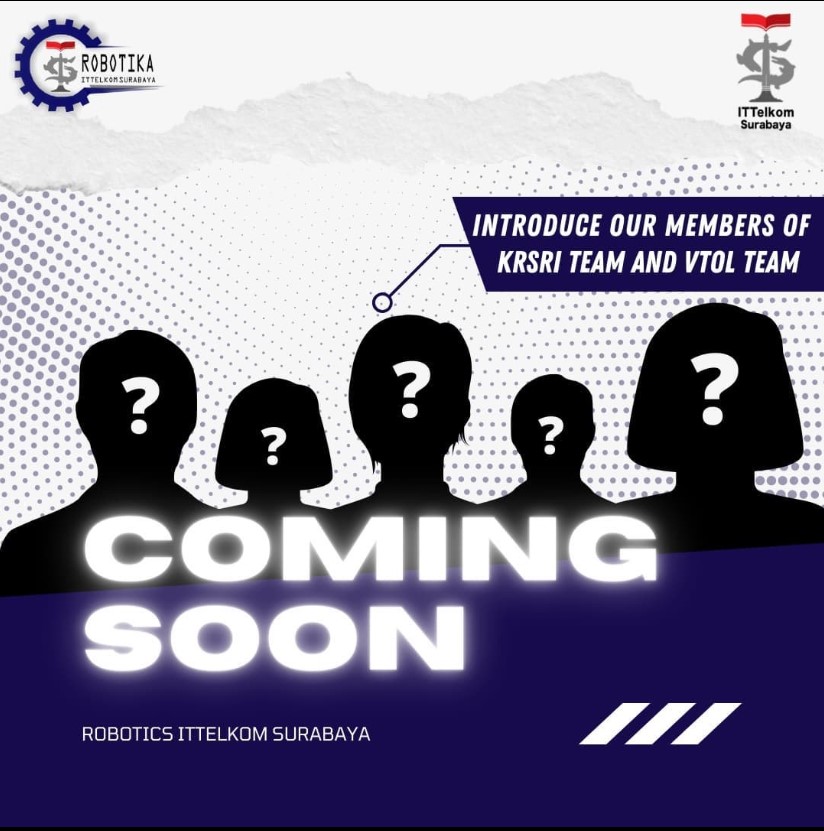 ROBOTIKA
ITTELKOM SURABAYA
ITTelkom
Surabaya
INTRODUCE OUR MEMBERS OF
KRSRI TEAM AND VTOL TEAM
?
?
?
?
?
COMING
SOON
ROBOTICS ITTELKOM SURABAYA